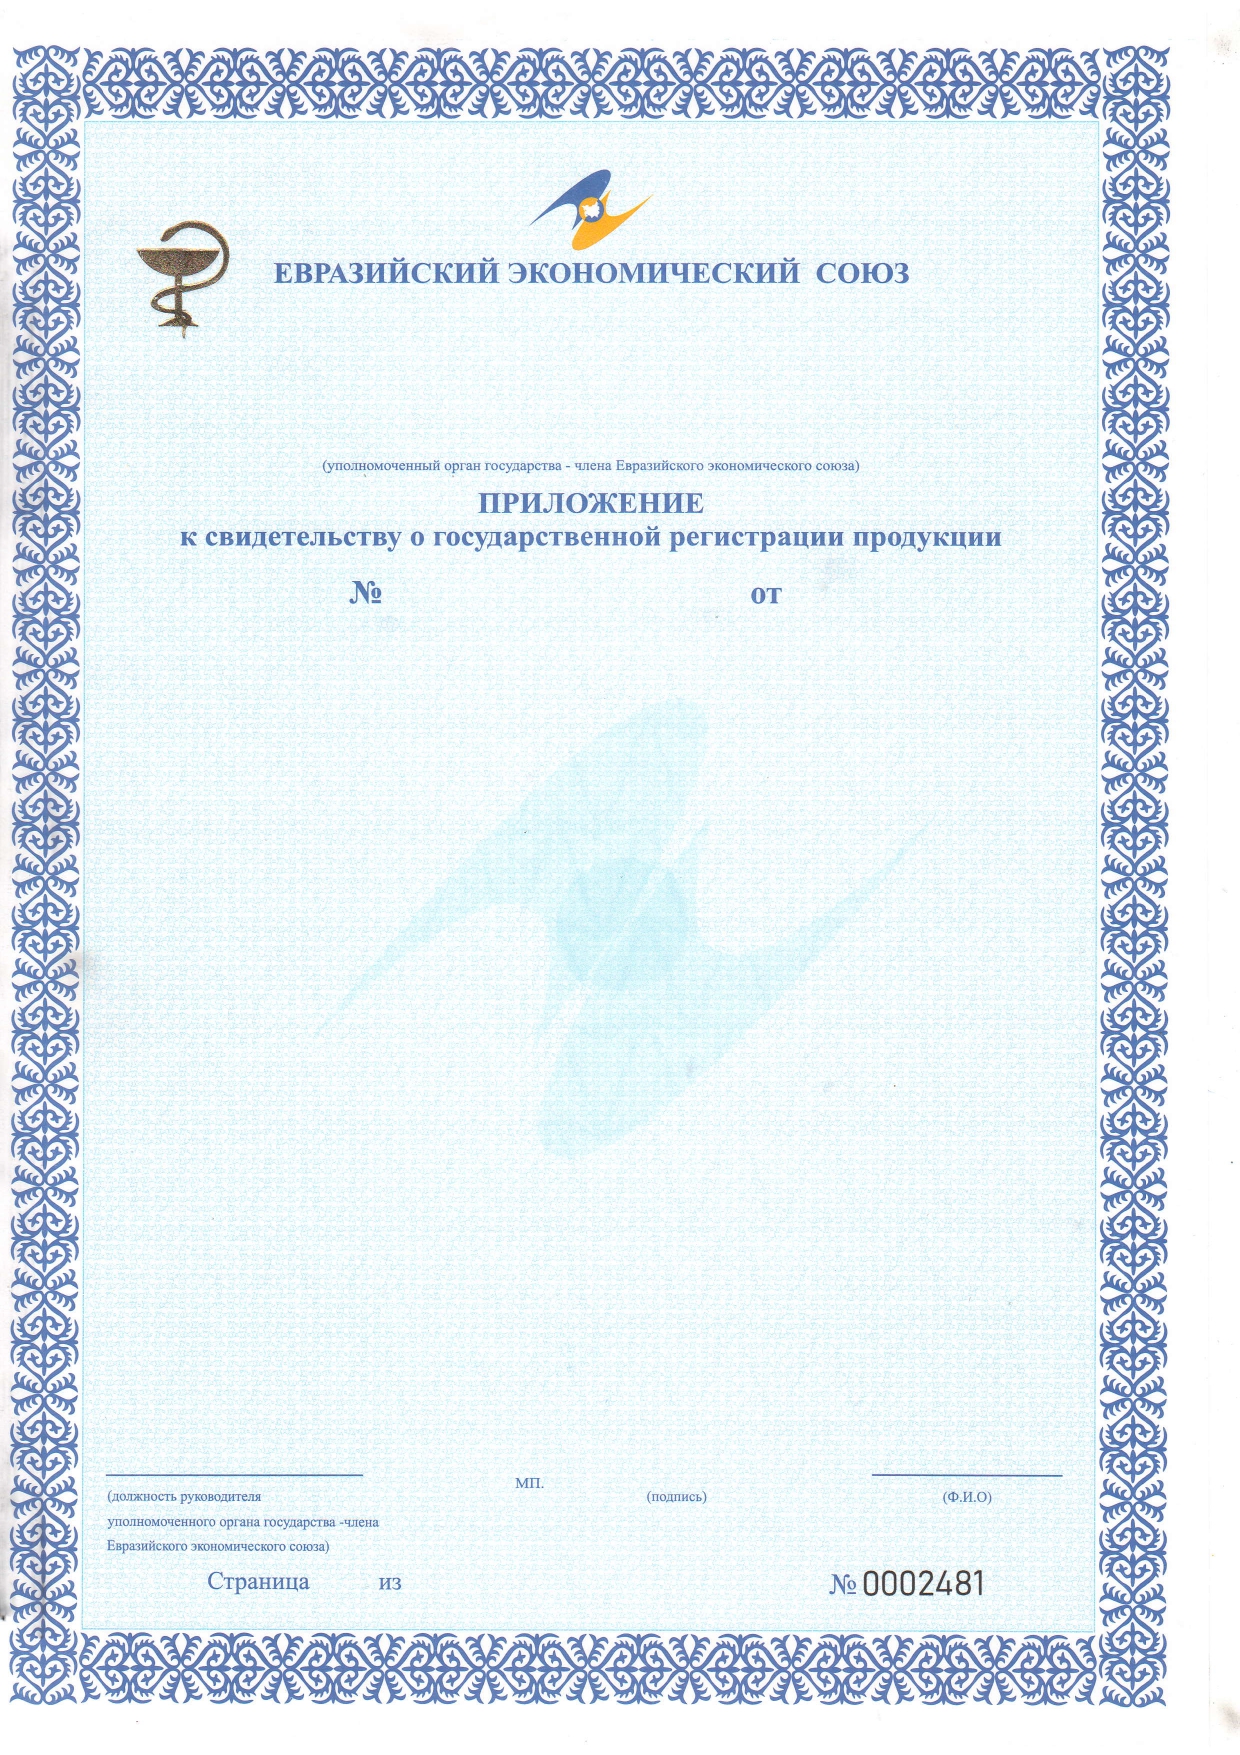 ЕВРАЗИЙСКИЙ ЭКОНОМИЧЕСКИЙ СОЮЗ
(уполномоченный орган государства - члена Евразийского экономического союза)
ПРИЛОЖЕНИЕ
к свидетельству о государственной регистрации продукции
№ от
МП.
(должность руководителя (подпись) (Ф.И.О)
уполномоченного органа государства -члена
Евразийского экономического союза)
Страница из № 0002481